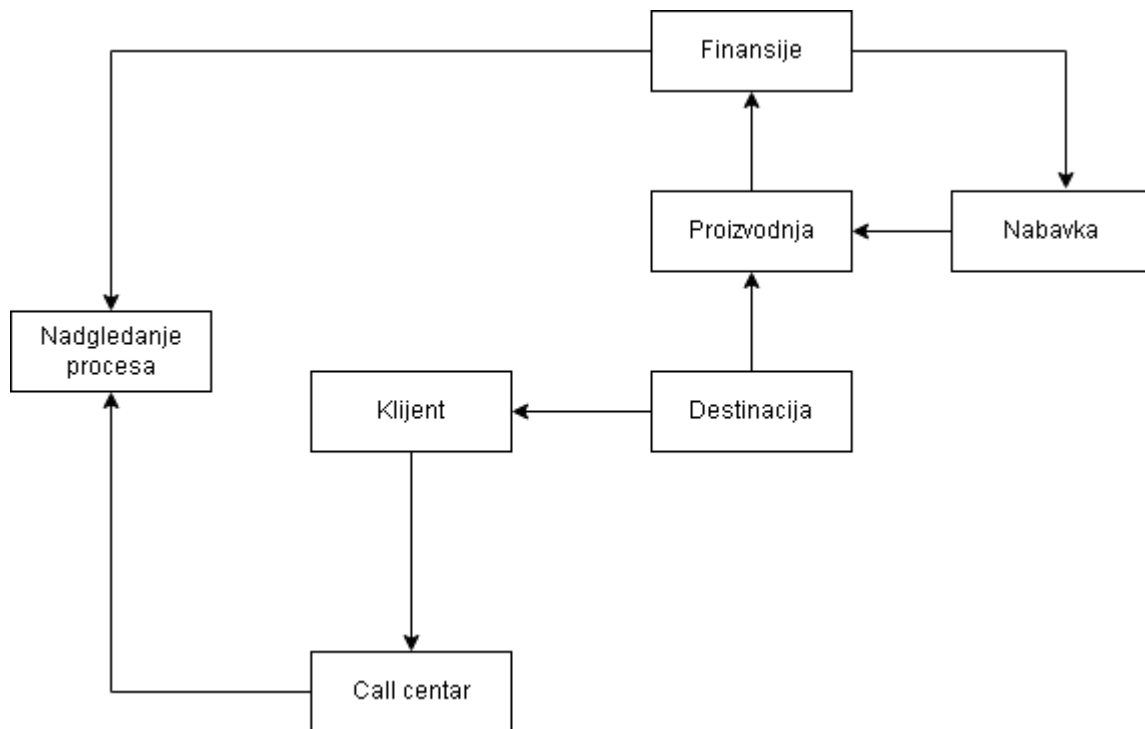 Finansije
Proizvodnja
Nabavka
Nadgledanje
procesa
Klijent
Destinacija
Call centar